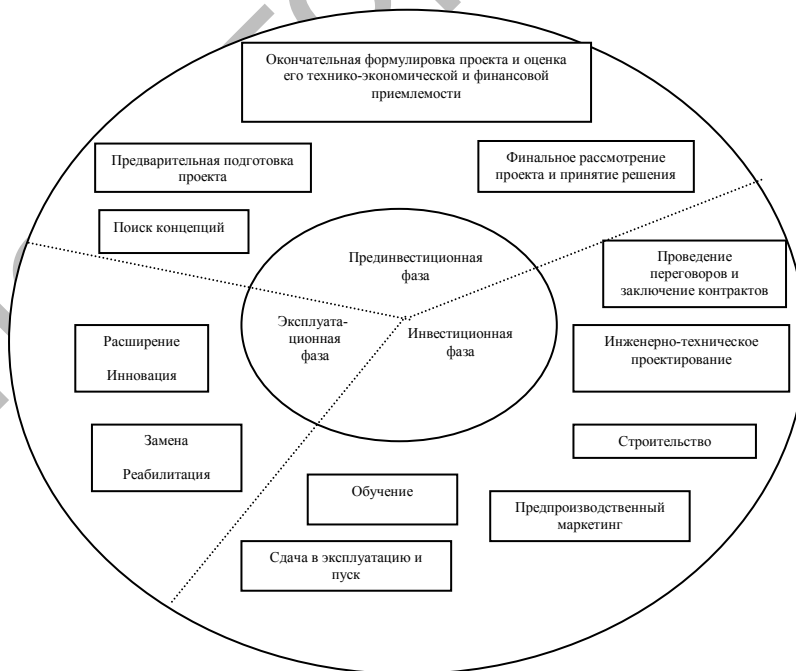 Окончательная формулировка проекта и оценка
его технико-экономической и финансовой
приемлемости
Предварительная подготовка
проекта
Финальное рассмотрение
проекта и принятие решения
Поиск концепций
Прединвестиционная
фаза
Проведение
переговоров и
заключение контрактов
Эксплуата-
ционная
фаза
Инвестиционная
фаза
Расширение
Инновация
Инженерно-техническое
проектирование
Замена
Реабилитация
Строительство
Обучение
Предпроизводственный
маркетинг
Сдача в эксплуатацию и
пуск